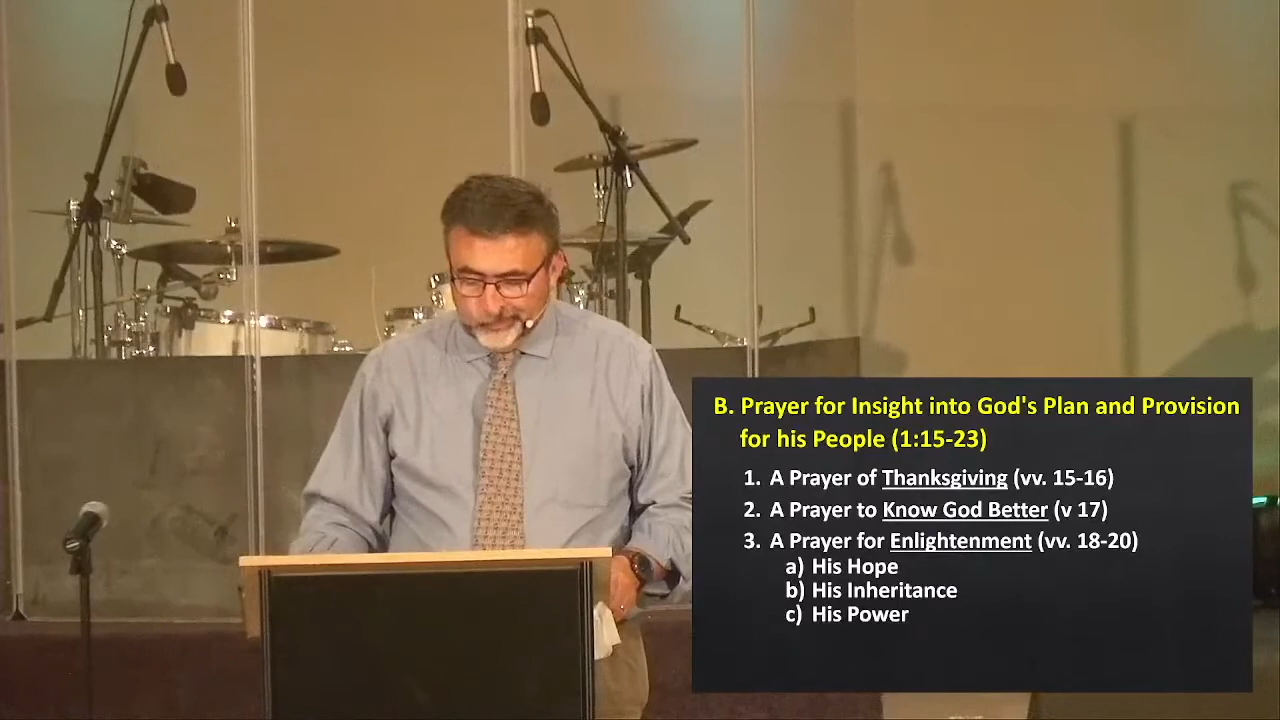 B. Prayer for Insight into God's Plan and Provision
for his People (1:15-23)
1. A Prayer of Thanksgiving (vv. 15-16)
2. A Prayer to Know God Better (v 17)
3. A Prayer for Enlightenment (vv. 18-20)
a) His Hope
b) His Inheritance
c) His Power